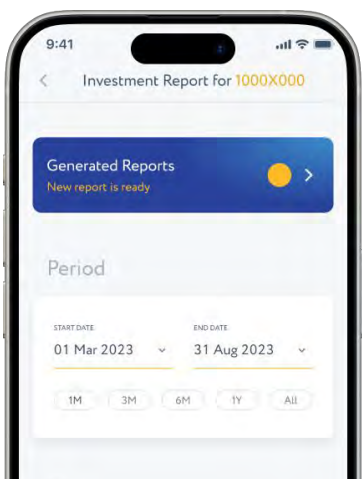 9:41
Investment Report for 1000X000
Generated Reports
New report is ready
Period
START DATE
END DATE
01 Mar 2023
31 Aug 2023
1M
3M
6M
1Y
All